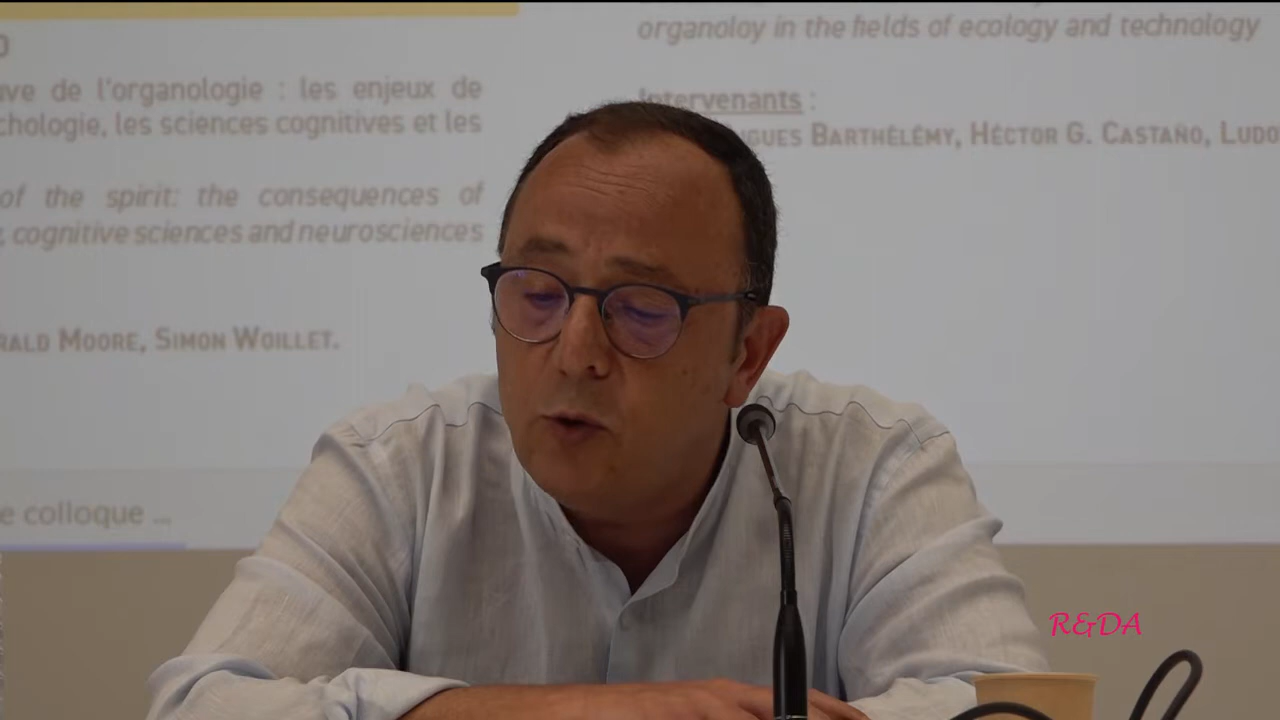 uve de l'organologie : les enjeux de
chologie, les sciences cognitives et les
of the spirit: the consequences of
, cognitive sciences and neurosciences
RALD MOORE, SIMON WOILLET.
e colloque ...
organoloy in the fields of ecology and technology
Intervenants :
GUES BARTHÉLÉMY, HÉCTOR G. CASTAÑO, LUDO
R&DA